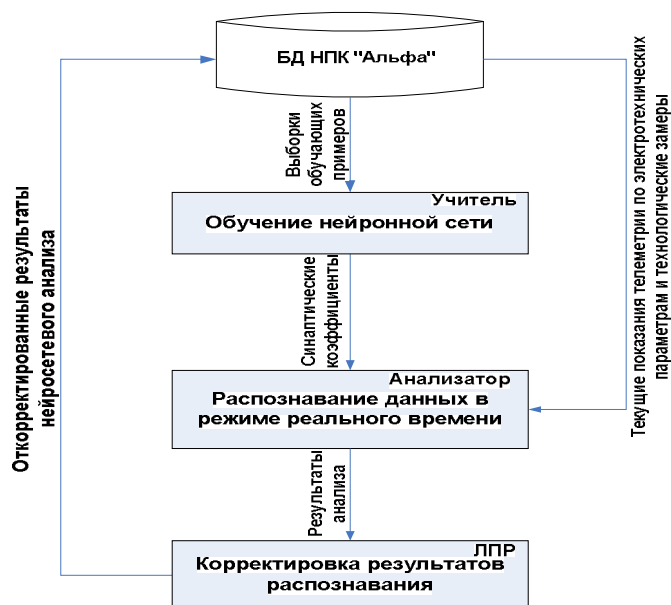 БД НПК "Альфа"
Выборки
обучающих
примеров
Учитель
Обучение нейронной сети
Синаптические
коэффициенты
Анализатор
Распознавание данных в
режиме реального времени
Результаты
анализа
ЛПР
Корректировка результатов
распознавания
Откорректированные результаты
нейросетевого анализа
Текущие показания телеметрии по электротехнических
параметрам и технологические замеры